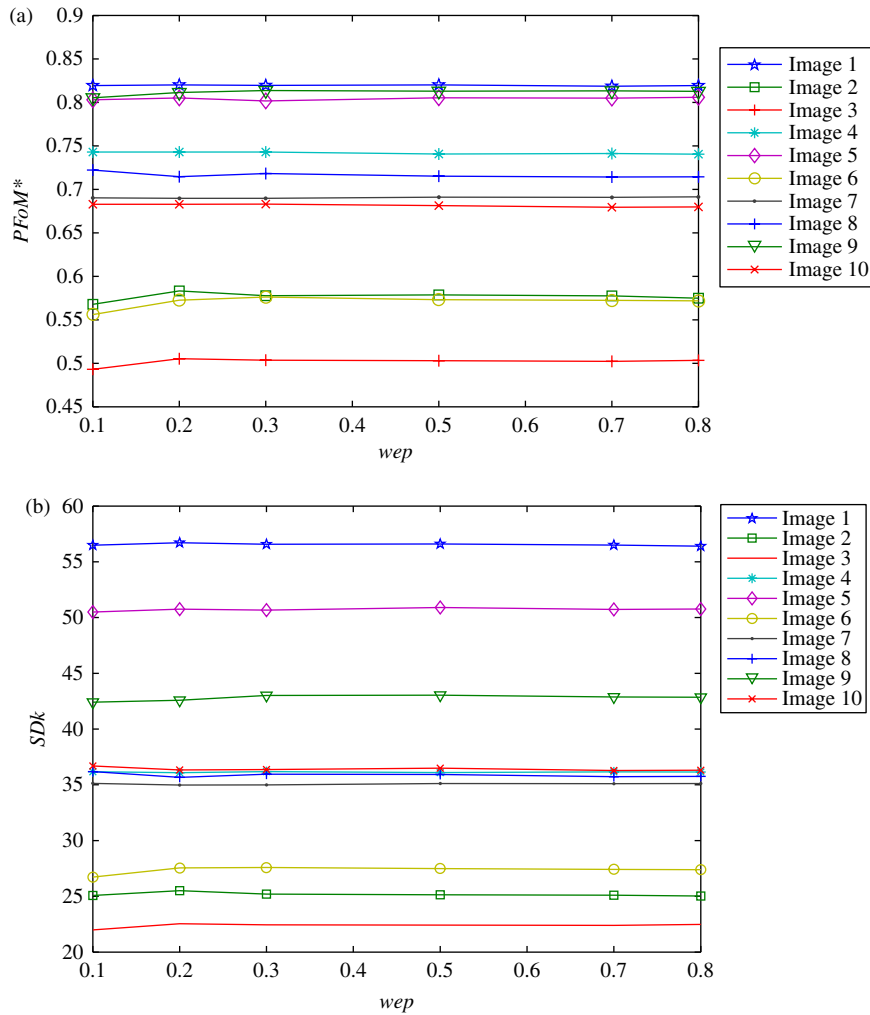 (a)
0.9
0.85
0.8
0.75
0.7
0.65
0.6
0.55
0.5
0.45
PFoM*
0.1 0.2 0.3 0.4 0.5 0.6 0.7 0.8
wep
Image 1
Image 2
Image 3
Image 4
Image 5
Image 6
Image 7
Image 8
Image 9
Image 10
(b)
60
55
50
45
40
35
30
25
20
SDk
0.1 0.2 0.3 0.4 0.5 0.6 0.7 0.8
wep
Image 1
Image 2
Image 3
Image 4
Image 5
Image 6
Image 7
Image 8
Image 9
Image 10